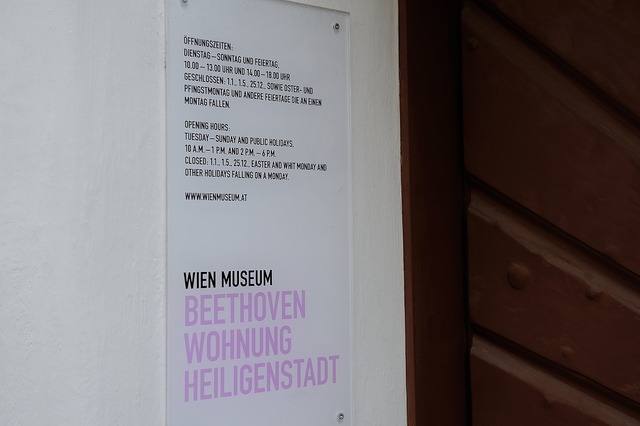 ÖFFNUNGSZEITEN:
DIENSTAG – SONNTAG UND FEIERTAG,
10.00 – 13.00 UHR UND 14.00 – 18.00 UHR
GESCHLOSSEN: 1.1., 1.5., 25.12., SOWIE OSTER- UND
PFINGSTMONTAG UND ANDERE FEIERTAGE DIE AN EINEN
MONTAG FALLEN.
OPENING HOURS:
TUESDAY – SUNDAY AND PUBLIC HOLIDAYS,
10 A.M. – 1 P.M. AND 2 P.M. – 6 P.M.
CLOSED: 1.1., 1.5., 25.12., EASTER AND WHIT MONDAY AND
OTHER HOLIDAYS FALLING ON A MONDAY.
WWW.WIENMUSEUM.AT
WIEN MUSEUM
BEETHOVEN
WOHNUNG
HEILIGENSTADT